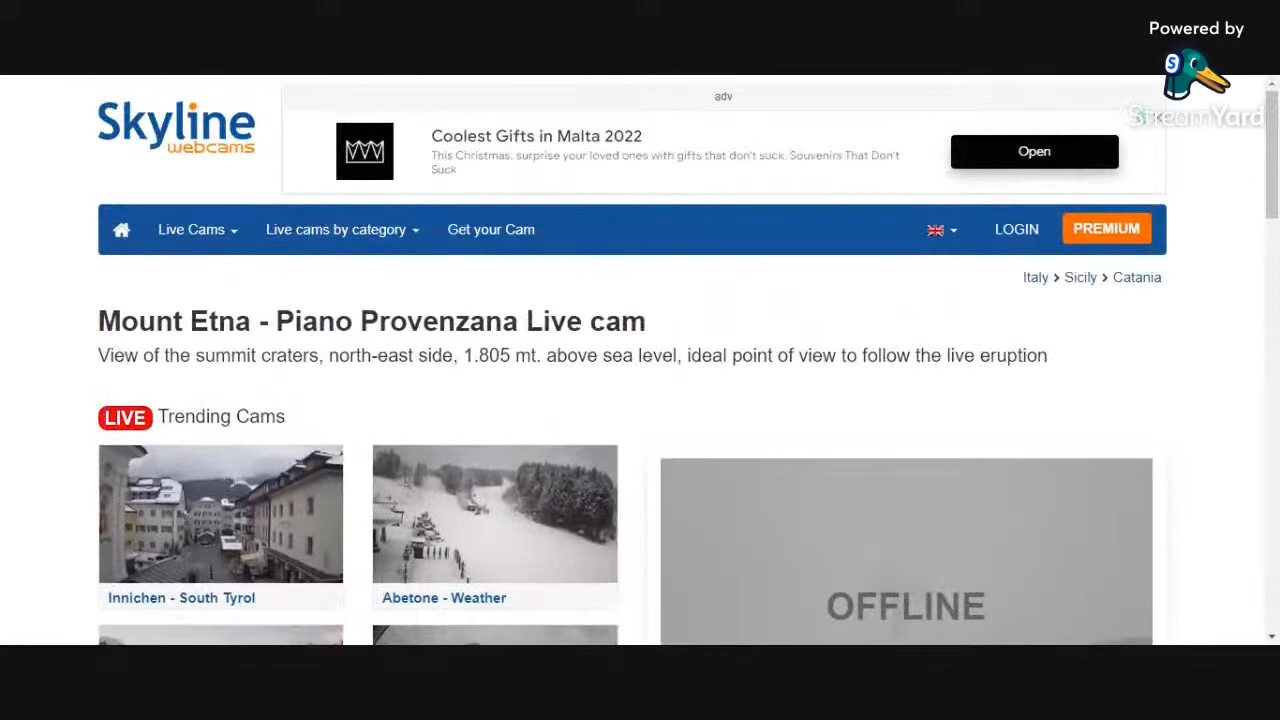 Powered by
StreamYard
Skyline
webcams
adv
Coolest Gifts in Malta 2022
This Christmas, surprise your loved ones with gifts that don't suck. Souvenirs That Don't
Suck
Open
Live Cams
Live cams by category
Get your Cam
LOGIN
PREMIUM
Italy > Sicily > Catania
Mount Etna - Piano Provenzana Live cam
View of the summit craters, north-east side, 1.805 mt. above sea level, ideal point of view to follow the live eruption
LIVE Trending Cams
Innichen - South Tyrol
Abetone - Weather
OFFLINE